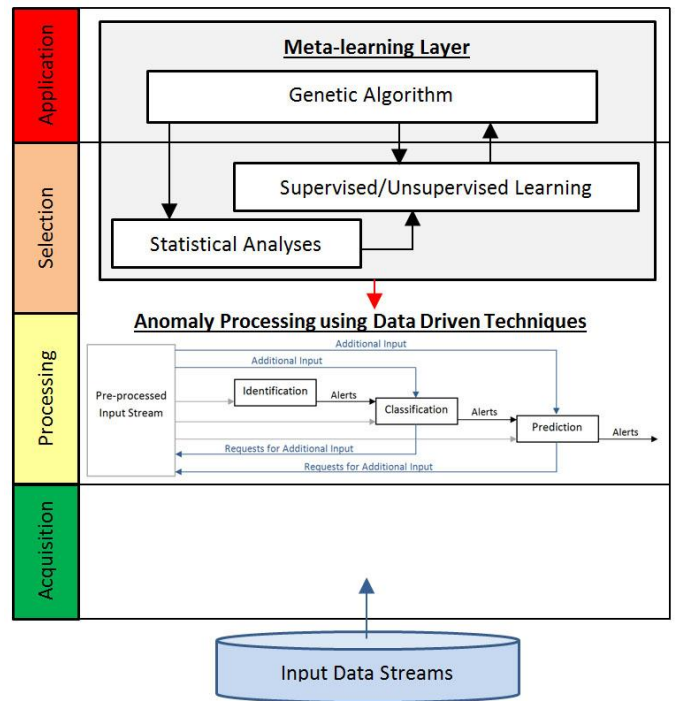 Application
Meta-learning Layer
Genetic Algorithm
Selection
Supervised/Unsupervised Learning
Statistical Analyses
Processing
Anomaly Processing using Data Driven Techniques
Additional Input
Additional Input
Pre-processed
Input Stream
Identification
Alerts
Classification
Alerts
Prediction
Alerts
Requests for Additional Input
Requests for Additional Input
Acquisition
Input Data Streams